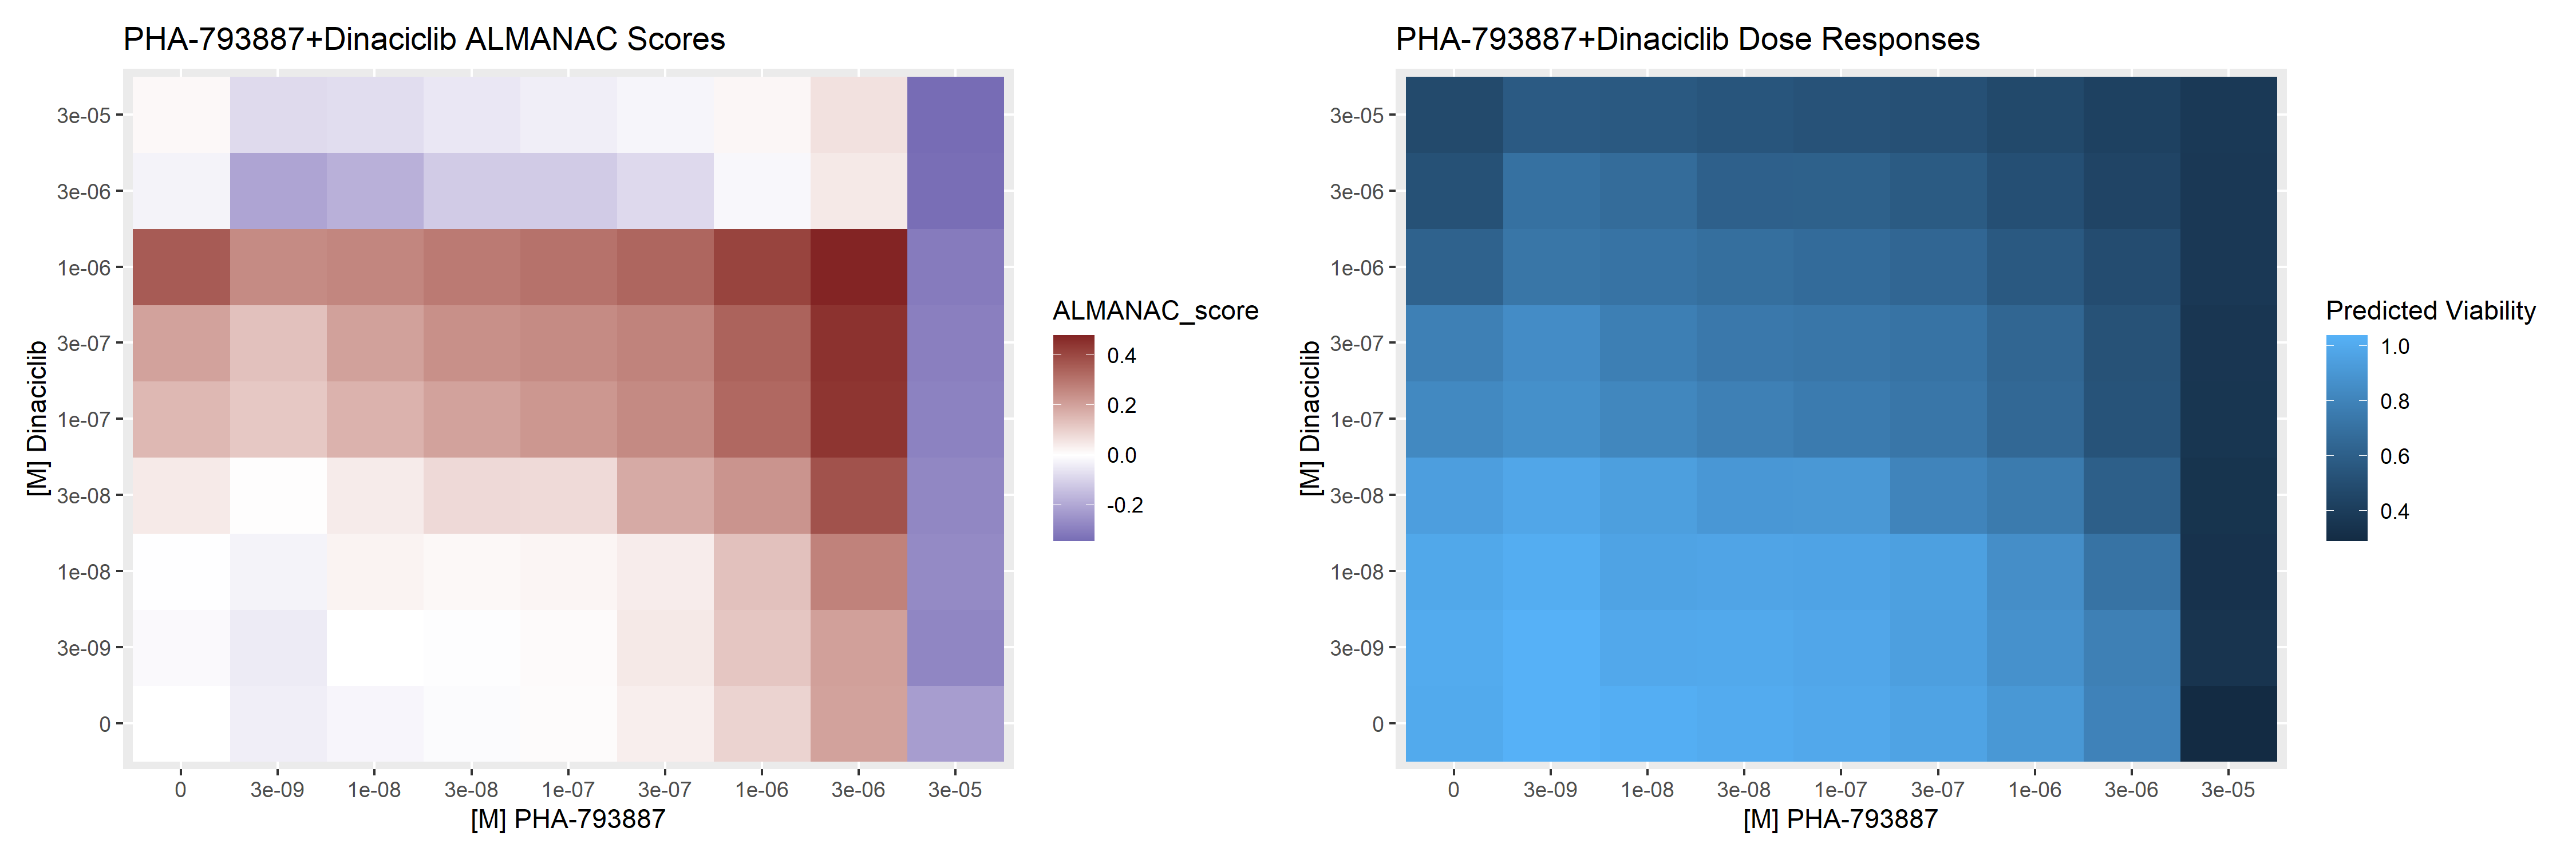 PHA-793887+Dinaciclib ALMANAC Scores
[M] Dinaciclib
3e-05
3e-06
1e-06
3e-07
1e-07
3e-08
1e-08
3e-09
0
0 3e-09 1e-08 3e-08 1e-07 3e-07 1e-06 3e-06 3e-05
[M] PHA-793887
ALMANAC_score
0.4
0.2
0.0
-0.2
PHA-793887+Dinaciclib Dose Responses
[M] Dinaciclib
3e-05
3e-06
1e-06
3e-07
1e-07
3e-08
1e-08
3e-09
0
0 3e-09 1e-08 3e-08 1e-07 3e-07 1e-06 3e-06 3e-05
[M] PHA-793887
Predicted Viability
1.0
0.8
0.6
0.4